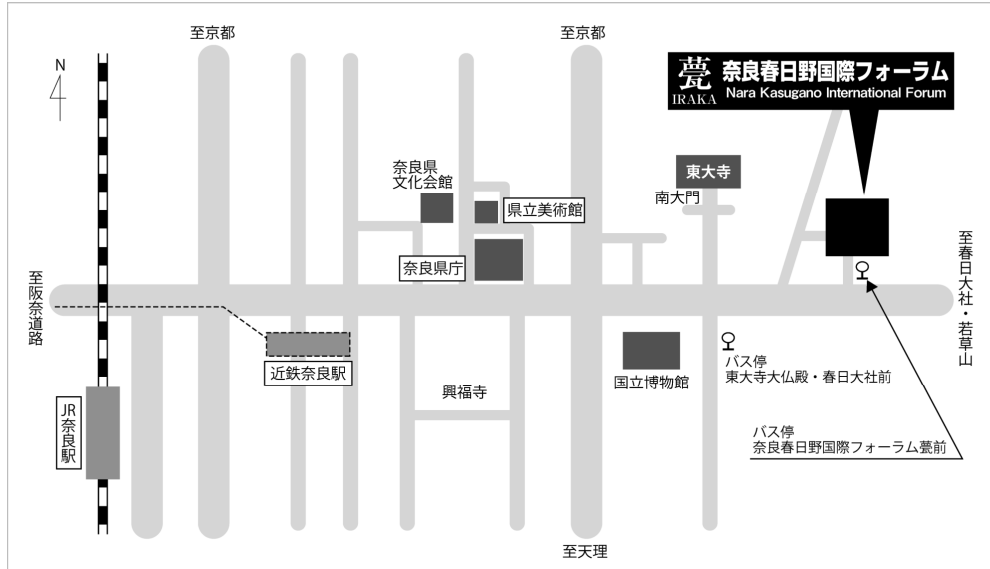 至京都
至京都
N
甍
IRAKA
奈良春日野国際フォーラム
Nara Kasugano International Forum
奈良県
文化会館
東大寺
南大門
県立美術館
奈良県庁
至阪奈道路
至春日大社・若草山
近鉄奈良駅
国立博物館
バス停
東大寺大仏殿・春日大社前
興福寺
JR奈良駅
バス停
奈良春日野国際フォーラム甍前
至天理